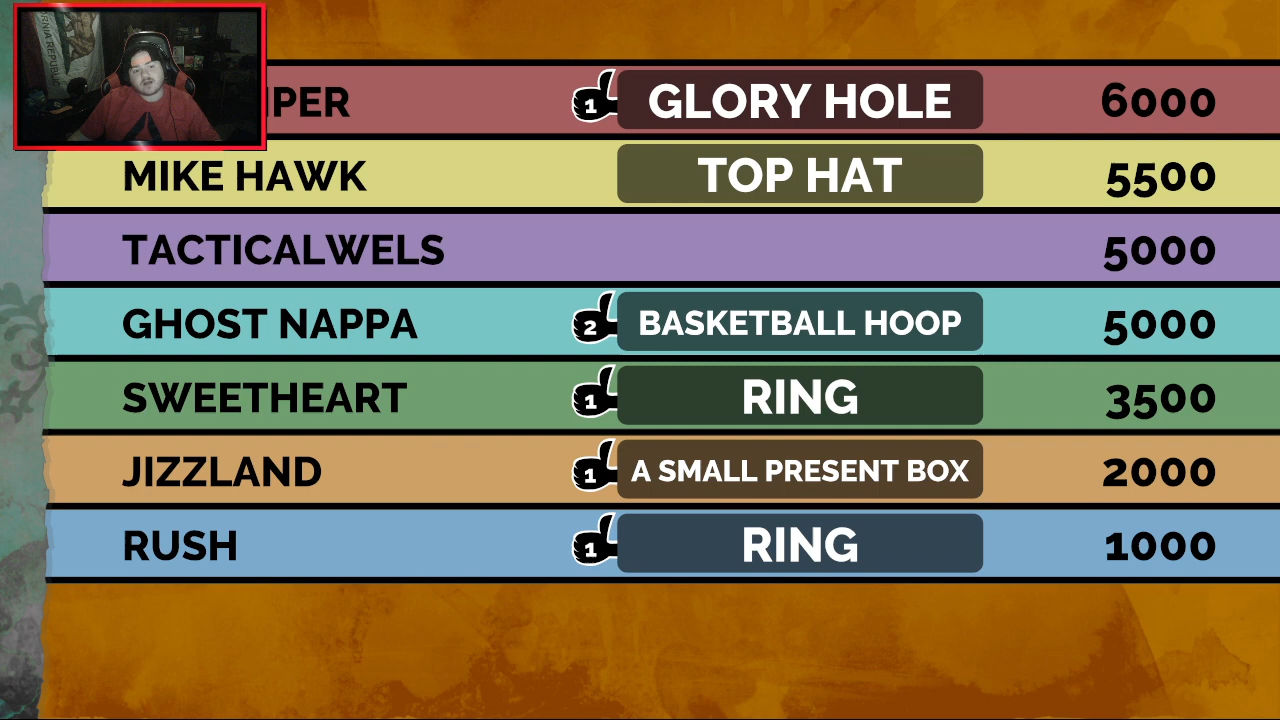 GLORY HOLE 6000
MIKE HAWK TOP HAT 5500
TACTICALWELS 5000
GHOST NAPPA 2 BASKETBALL HOOP 5000
SWEETHEART 1 RING 3500
JIZZLAND 1 A SMALL PRESENT BOX 2000
RUSH 1 RING 1000